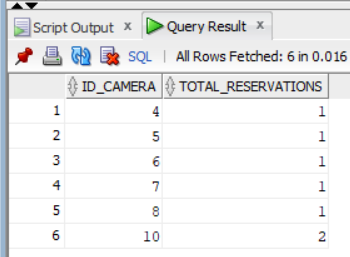 Script Output x Query Result x
SQL | All Rows Fetched: 6 in 0.016
ID_CAMERA TOTAL_RESERVATIONS
1 4 1
2 5 1
3 6 1
4 7 1
5 8 1
6 10 2